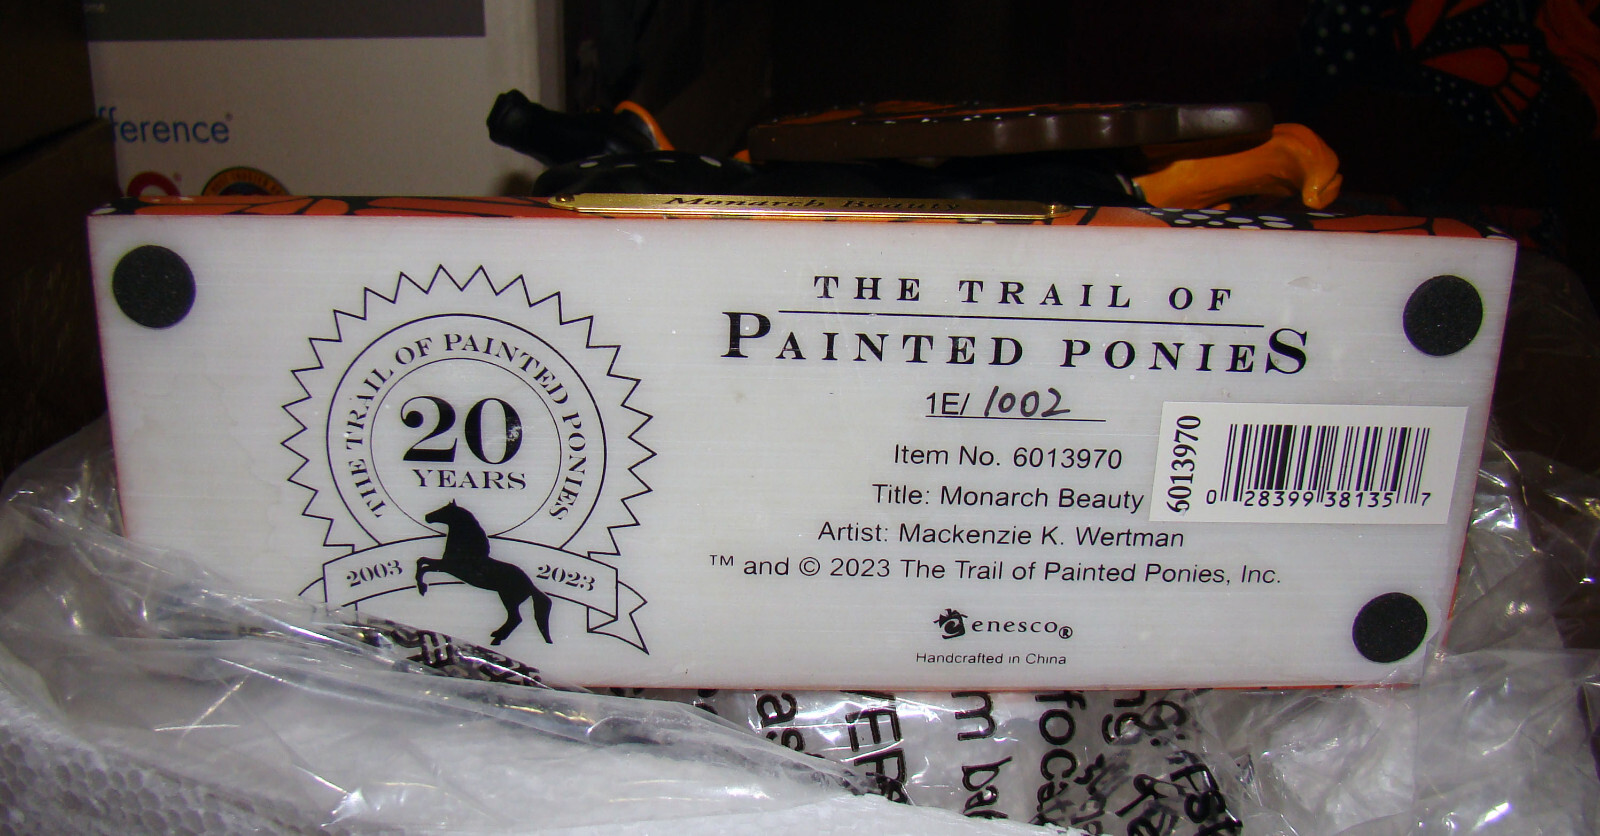 fference®
Monarch Beauty
THE TRAIL OF PAINTED PONIES
20
YEARS
2003 2023
THE TRAIL OF
PAINTED PONIES
1E/ 1002
Item No. 6013970
Title: Monarch Beauty
Artist: Mackenzie K. Wertman
™ and © 2023 The Trail of Painted Ponies, Inc.
enesco®
Handcrafted in China
6013970
0 28399 38135 7